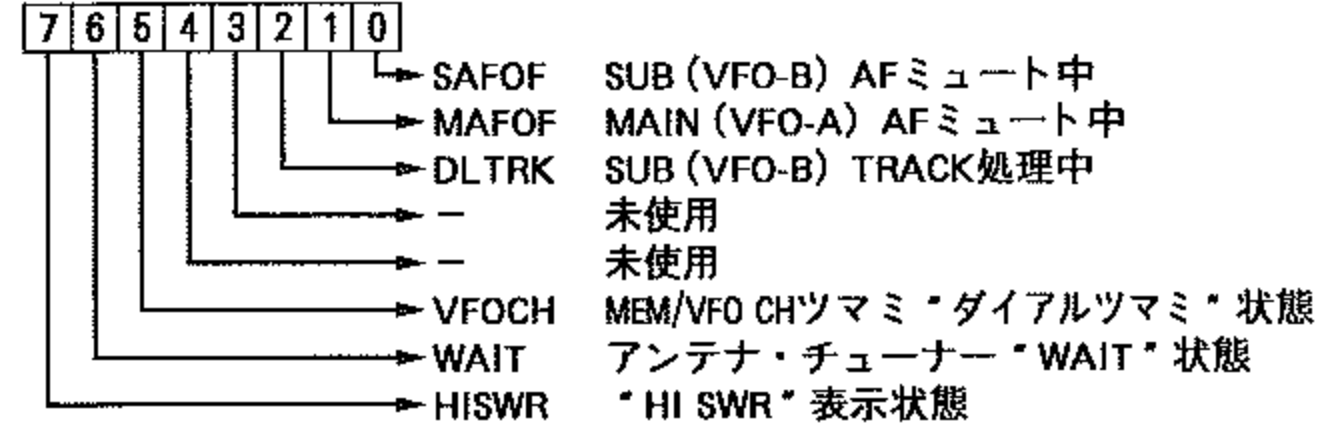 7 6 5 4 3 2 1 0
SAFOF SUB (VFO-B) AFミュート中
MAFOF MAIN (VFO-A) AFミュート中
DLTRK SUB (VFO-B) TRACK処理中
− 未使用
− 未使用
VFOCH MEM/VFO CHツマミ "ダイアルツマミ" 状態
WAIT アンテナ・チューナー "WAIT" 状態
HISWR "HI SWR" 表示状態